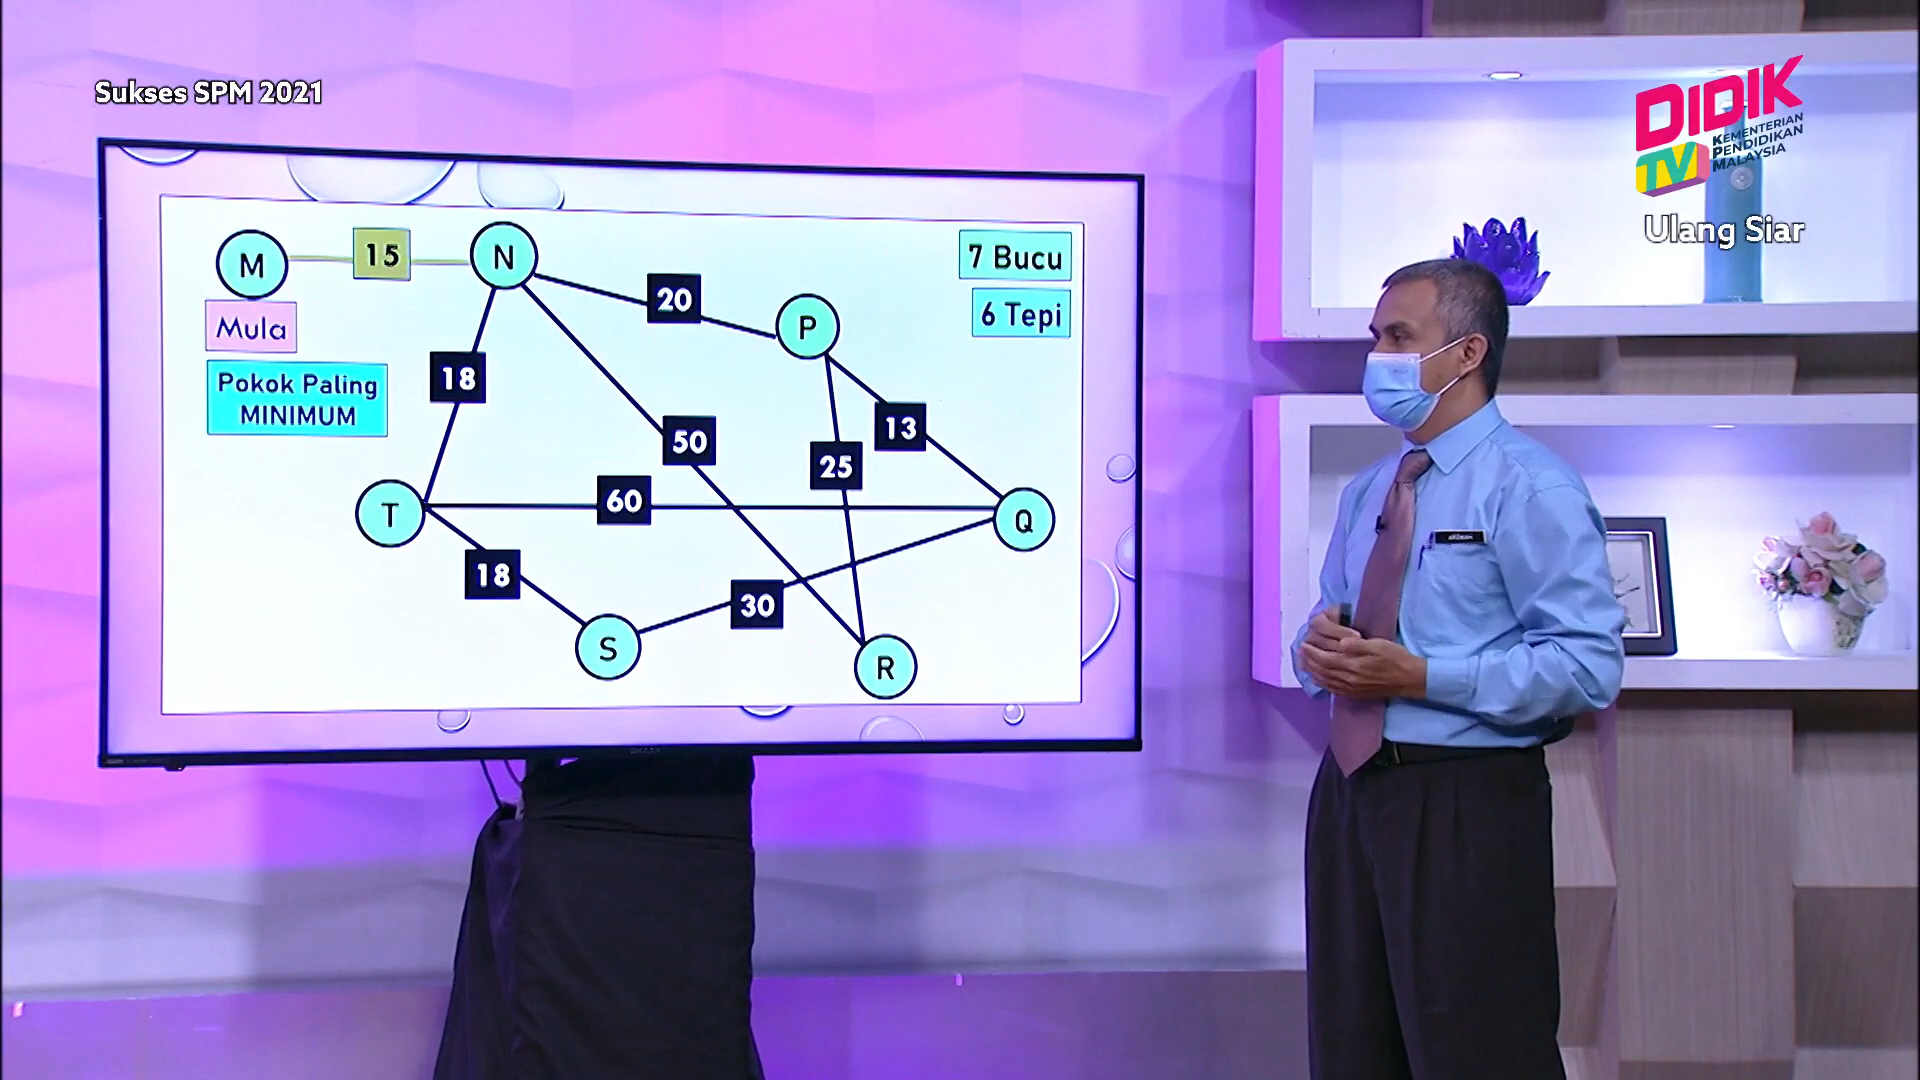 Sukses SPM 2021
DIDIK
TV
KEMENTERIAN
PENDIDIKAN
MALAYSIA
Ulang Siar
M
15
N
7 Bucu
20
6 Tepi
P
Mula
18
Pokok Paling
MINIMUM
50
13
25
T
60
Q
18
30
S
R